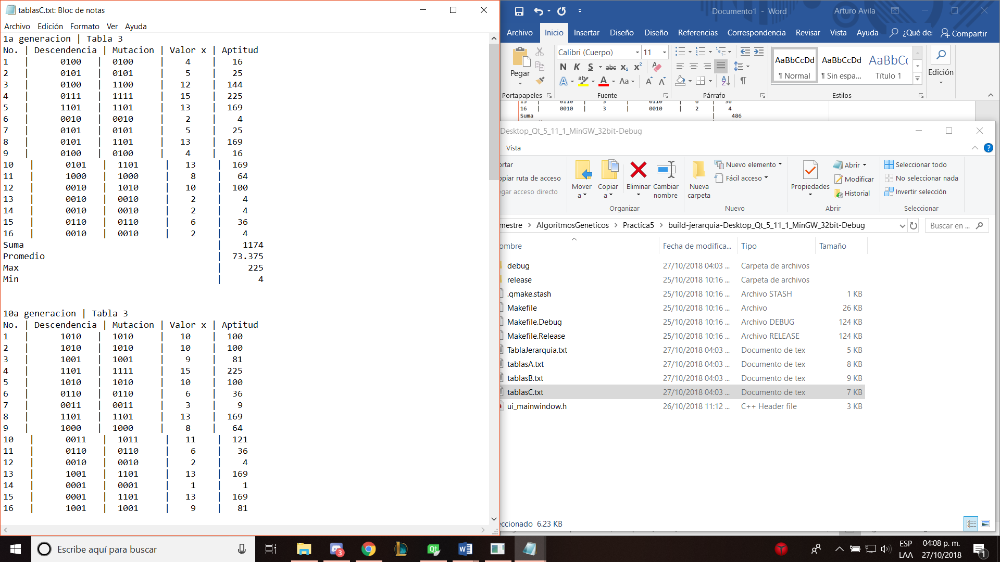 tablasC.txt: Bloc de notas
Archivo Edición Formato Ver Ayuda
1a generacion | Tabla 3
No. | Descendencia | Mutacion | Valor x | Aptitud
1 | 0100 | 0100 | 4 | 16
2 | 0101 | 0101 | 5 | 25
3 | 0100 | 1100 | 12 | 144
4 | 0111 | 1111 | 15 | 225
5 | 1101 | 1101 | 13 | 169
6 | 0010 | 0010 | 2 | 4
7 | 0101 | 0101 | 5 | 25
8 | 0101 | 1101 | 13 | 169
9 | 0100 | 0100 | 4 | 16
10 | 0101 | 1101 | 13 | 169
11 | 1000 | 1000 | 8 | 64
12 | 0010 | 1010 | 10 | 100
13 | 0010 | 0010 | 2 | 4
14 | 0010 | 0010 | 2 | 4
15 | 0110 | 0110 | 6 | 36
16 | 0010 | 0010 | 2 | 4
Suma | 1174
Promedio | 73.375
Max | 225
Min | 4
10a generacion | Tabla 3
No. | Descendencia | Mutacion | Valor x | Aptitud
1 | 1010 | 1010 | 10 | 100
2 | 1010 | 1010 | 10 | 100
3 | 1001 | 1001 | 9 | 81
4 | 1101 | 1111 | 15 | 225
5 | 1010 | 1010 | 10 | 100
6 | 0110 | 0110 | 6 | 36
7 | 0011 | 0011 | 3 | 9
8 | 1101 | 1101 | 13 | 169
9 | 1000 | 1000 | 8 | 64
10 | 0011 | 1011 | 11 | 121
11 | 0110 | 0110 | 6 | 36
12 | 0010 | 0010 | 2 | 4
13 | 1001 | 1101 | 13 | 169
14 | 0001 | 0001 | 1 | 1
15 | 0001 | 1101 | 13 | 169
16 | 1001 | 1001 | 9 | 81
Documento1 - Word Arturo Avila
Archivo Inicio Insertar Diseño Diseño Referencias Correspondencia Revisar Vista Ayuda ¿Qué de: Compartir
Calibri (Cuerpo) 11
Pegar
N K S abc x₂ x²
A ab A Aa A A
AaBbCcDd AaBbCcDd AaBbC(
¶ Normal ¶ Sin espa... Título 1
Edición
Portapapeles Fuente Párrafo Estilos
16 | 0010 | 3 | 0010 | 2 | 4
Suma | 486
Desktop_Qt_5_11_1_MinGW_32bit-Debug
Vista
ortar
opiar ruta de acceso
egar acceso directo
Mover a Copiar a Eliminar Cambiar nombre
Organizar
Nueva carpeta
Nuevo elemento
Fácil acceso
Nuevo
Propiedades
Abrir
Modificar
Historial
Abrir
Seleccionar todo
No seleccionar nada
Invertir selección
Seleccionar
mestre > AlgoritmosGeneticos > Practica5 > build-jerarquia-Desktop_Qt_5_11_1_MinGW_32bit-Debug Buscar en ...
ombre Fecha de modifica... Tipo Tamaño
debug 27/10/2018 04:03 ... Carpeta de archivos
release 25/10/2018 10:16 ... Carpeta de archivos
.qmake.stash 25/10/2018 10:16 ... Archivo STASH 1 KB
Makefile 25/10/2018 10:16 ... Archivo 26 KB
Makefile.Debug 25/10/2018 10:16 ... Archivo DEBUG 124 KB
Makefile.Release 25/10/2018 10:16 ... Archivo RELEASE 124 KB
TablaJerarquia.txt 27/10/2018 04:03 ... Documento de tex 5 KB
tablasA.txt 27/10/2018 04:03 ... Documento de tex 8 KB
tablasB.txt 27/10/2018 04:03 ... Documento de tex 9 KB
tablasC.txt 27/10/2018 04:03 ... Documento de tex 7 KB
ui_mainwindow.h 26/10/2018 11:12 ... C++ Header file 3 KB
eccionado 6.23 KB
Escribe aquí para buscar
3
Qt
ESP
LAA
04:08 p. m.
27/10/2018
1